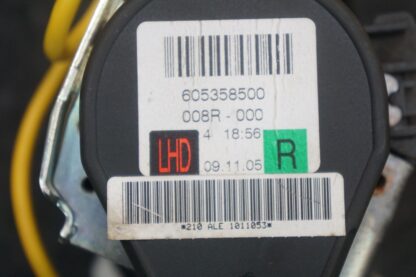 605358500
008R - 000
4 18:56
LHD
09.11.05
R
*210 ALE 1011053*